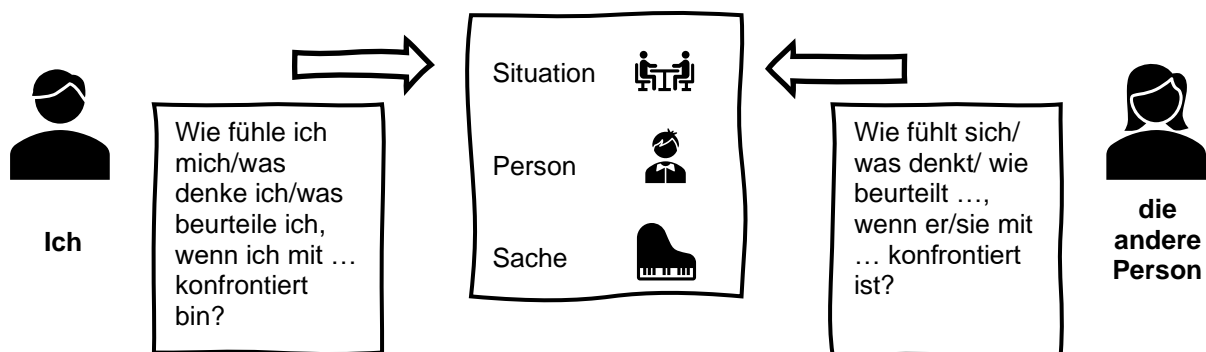 Ich
Wie fühle ich
mich/was
denke ich/was
beurteile ich,
wenn ich mit …
konfrontiert
bin?
Situation
Person
Sache
Wie fühlt sich/
was denkt/ wie
beurteilt …,
wenn er/sie mit
… konfrontiert
ist?
die
andere
Person